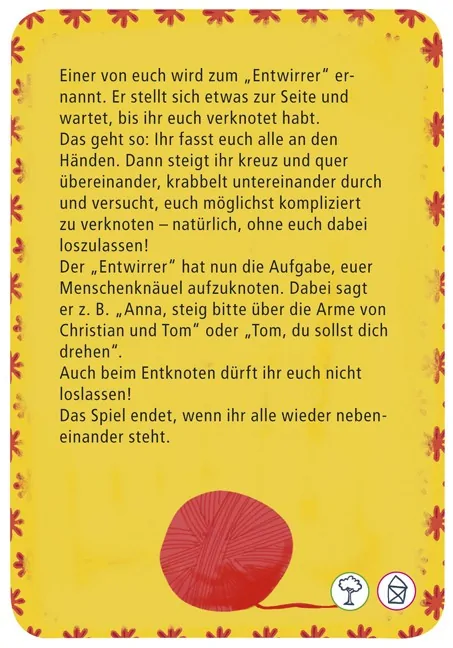 Einer von euch wird zum „Entwirrer“ er-
nannt. Er stellt sich etwas zur Seite und
wartet, bis ihr euch verknotet habt.
Das geht so: Ihr fasst euch alle an den
Händen. Dann steigt ihr kreuz und quer
übereinander, krabbelt untereinander durch
und versucht, euch möglichst kompliziert
zu verknoten – natürlich, ohne euch dabei
loszulassen!
Der „Entwirrer“ hat nun die Aufgabe, euer
Menschenknäuel aufzuknoten. Dabei sagt
er z. B. „Anna, steig bitte über die Arme von
Christian und Tom“ oder „Tom, du sollst dich
drehen“.
Auch beim Entknoten dürft ihr euch nicht
loslassen!
Das Spiel endet, wenn ihr alle wieder neben-
einander steht.